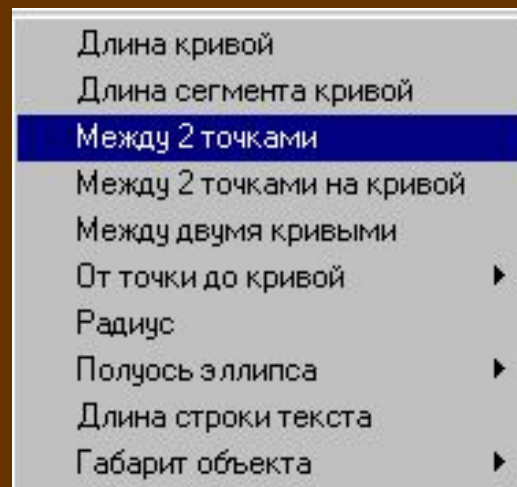 Длина кривой
Длина сегмента кривой
Между 2 точками
Между 2 точками на кривой
Между двумя кривыми
От точки до кривой
Радиус
Полуось эллипса
Длина строки текста
Габарит объекта